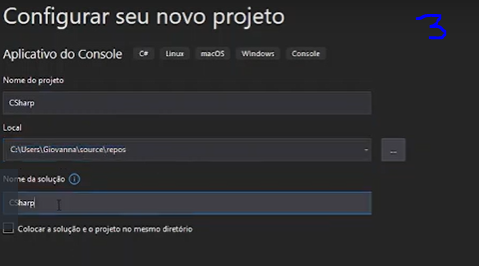 Configurar seu novo projeto
3
Aplicativo do Console C# Linux macOS Windows Console
Nome do projeto
CSharp
Local
C:\Users\Giovanna\source\repos
...
Nome da solução
CSharp
Colocar a solução e o projeto no mesmo diretório